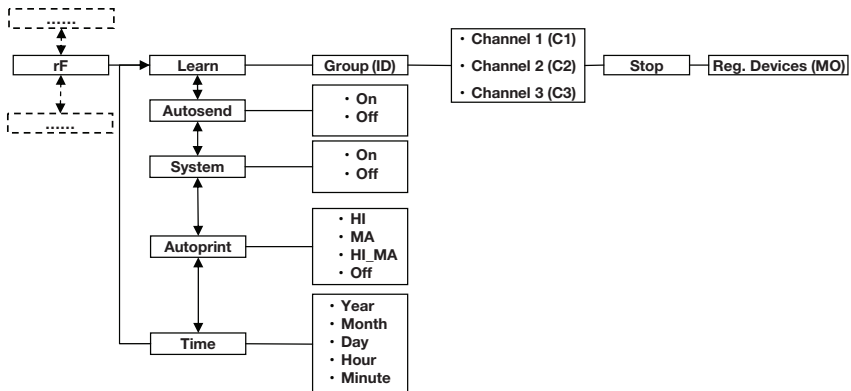 ......
rF
......
Learn
Group (ID)
• Channel 1 (C1)
• Channel 2 (C2)
• Channel 3 (C3)
Stop
Reg. Devices (MO)
Autosend
• On
• Off
System
• On
• Off
Autoprint
• HI
• MA
• HI_MA
• Off
Time
• Year
• Month
• Day
• Hour
• Minute